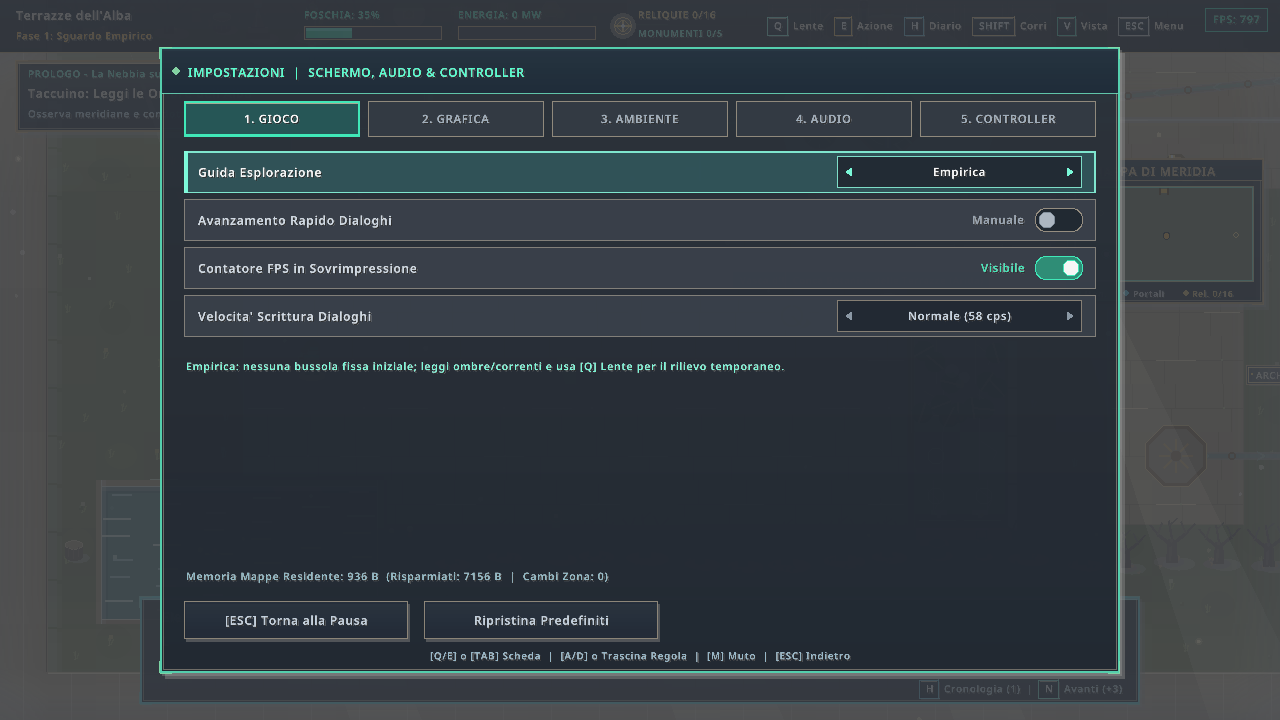 Terrazze dell'Alba
Fase 1: Sguardo Empirico
FOSCHIA: 35%
ENERGIA: 0 MW
RELIQUIE 0/16
MONUMENTI 0/5
Q Lente E Azione H Diario SHIFT Corri V Vista ESC Menu
FPS: 797
PROLOGO - La Nebbia su
Taccuino: Leggi le O
Osserva meridiane e con
IMPOSTAZIONI | SCHERMO, AUDIO & CONTROLLER
1. GIOCO
2. GRAFICA
3. AMBIENTE
4. AUDIO
5. CONTROLLER
Guida Esplorazione
Empirica
Avanzamento Rapido Dialoghi
Manuale
Contatore FPS in Sovrimpressione
Visibile
Velocita' Scrittura Dialoghi
Normale (58 cps)
PA DI MERIDIA
Portali
Rel. 0/16
ARCH
Empirica: nessuna bussola fissa iniziale; leggi ombre/correnti e usa [Q] Lente per il rilievo temporaneo.
Memoria Mappe Residente: 936 B (Risparmiati: 7156 B | Cambi Zona: 0)
[ESC] Torna alla Pausa
Ripristina Predefiniti
[Q/E] o [TAB] Scheda | [A/D] o Trascina Regola | [M] Muto | [ESC] Indietro
H Cronologia (1) | N Avanti (+3)